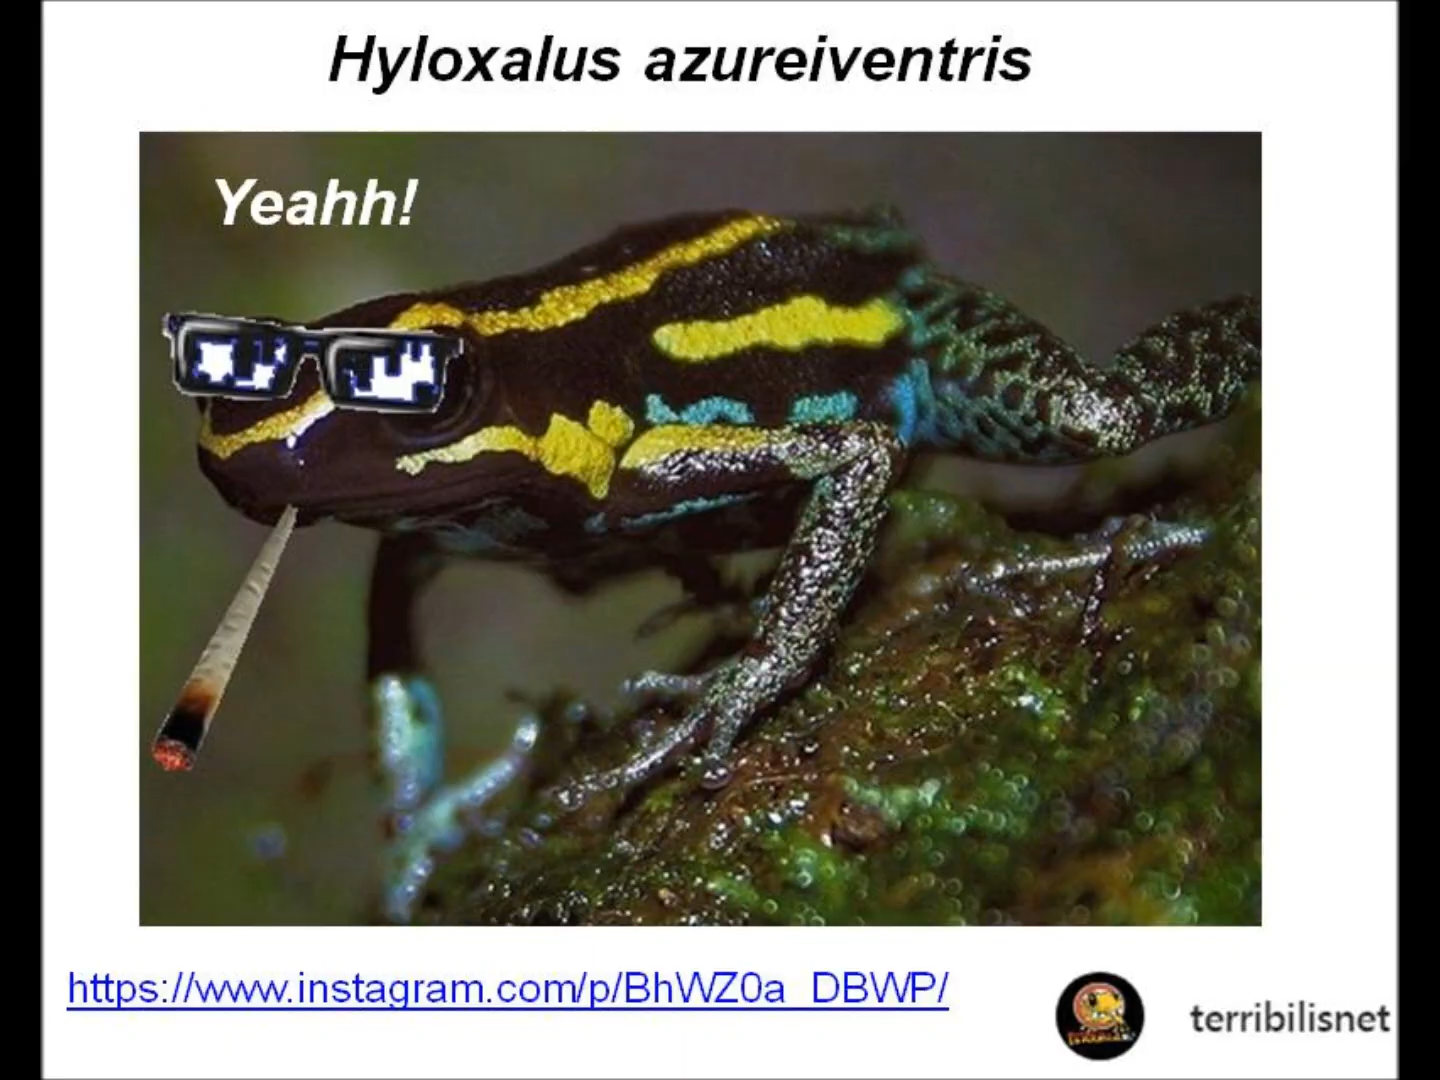 Hyloxalus azureiventris
Yeahh!
https://www.instagram.com/p/BhWZ0a_DBWP/
terribilisnet